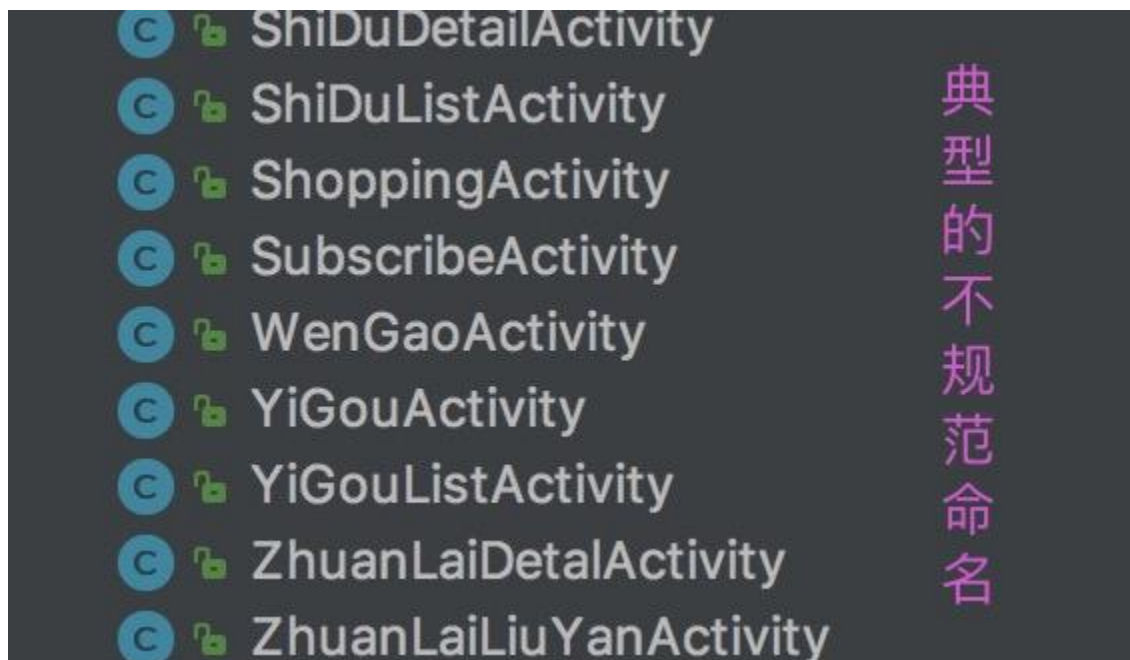 ShiDuDetailActivity
ShiDuListActivity
ShoppingActivity
SubscribeActivity
WenGaoActivity
YiGouActivity
YiGouListActivity
ZhuanLaiDetalActivity
ZhuanLaiLiuYanActivity
典型的不规范命名